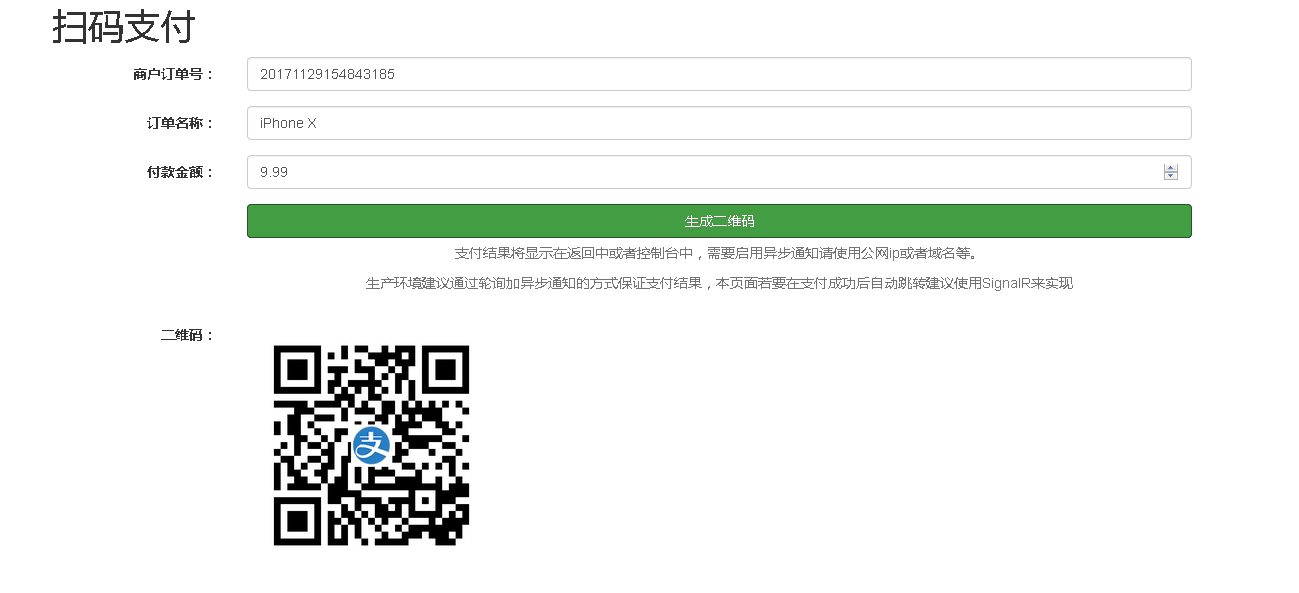 扫码支付
商户订单号： 20171129154843185
订单名称： iPhone X
付款金额： 9.99
生成二维码
支付结果将显示在返回中或者控制台中，需要启用异步通知请使用公网ip或者域名等。
生产环境建议通过轮询加异步通知的方式保证支付结果，本页面若要在支付成功后自动跳转建议使用SignalR来实现
二维码：
支